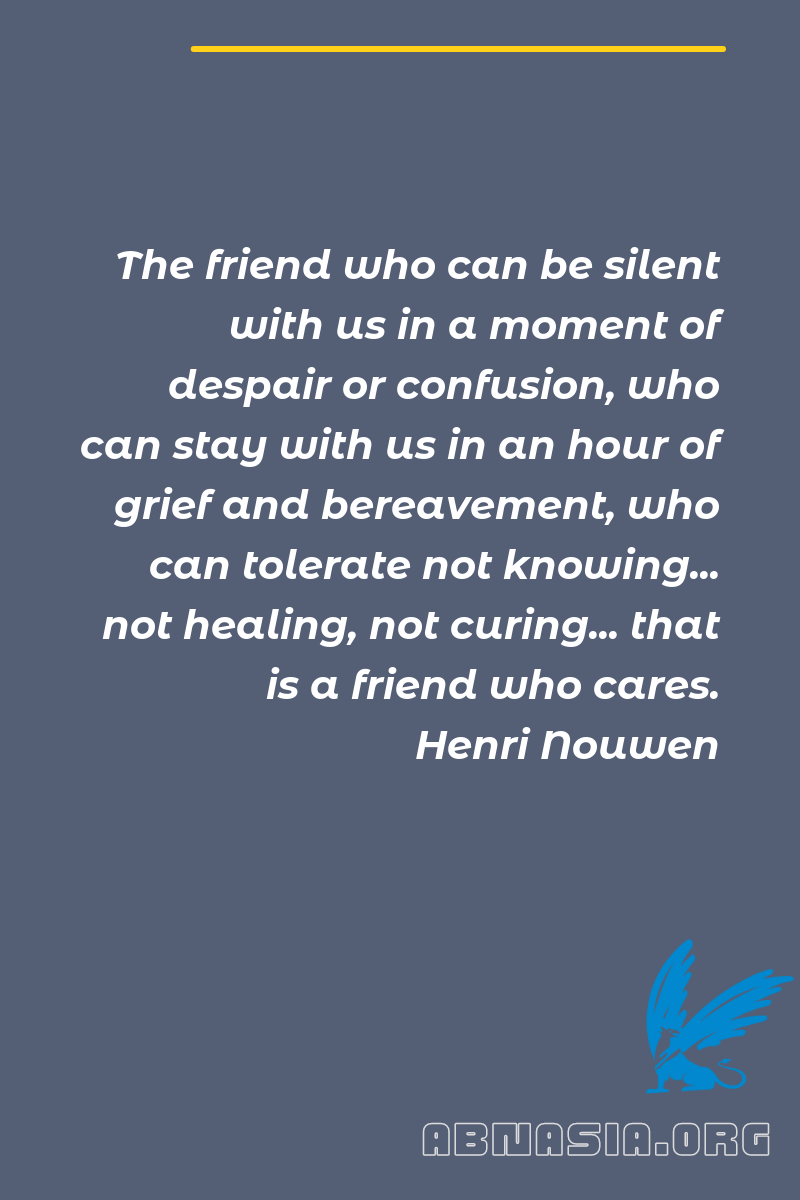 The friend who can be silent
with us in a moment of
despair or confusion, who
can stay with us in an hour of
grief and bereavement, who
can tolerate not knowing...
not healing, not curing... that
is a friend who cares.
Henri Nouwen
ABNASIA.ORG